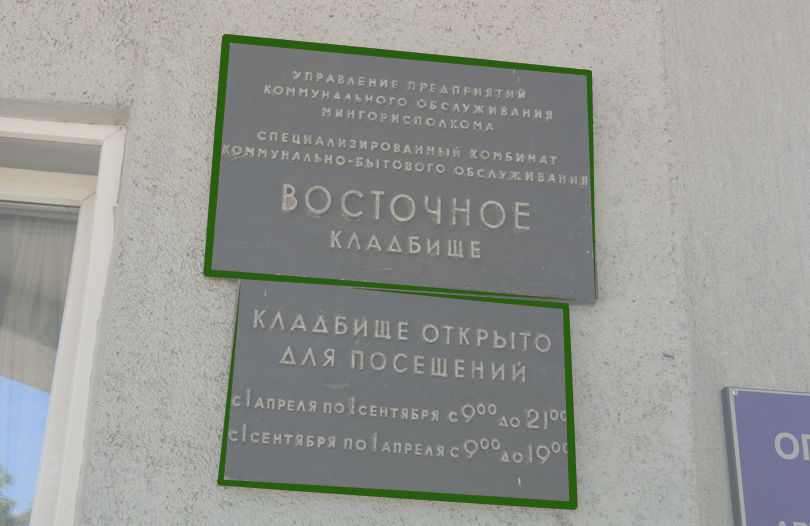 УПРАВЛЕНИЕ ПРЕДПРИЯТИЙ
КОММУНАЛЬНОГО ОБСЛУЖИВАНИЯ
МИНГОРИСПОЛКОМА
СПЕЦИАЛИЗИРОВАННЫЙ КОМБИНАТ
КОММУНАЛЬНО-БЫТОВОГО ОБСЛУЖИВАНИЯ
ВОСТОЧНОЕ
КЛАДБИЩЕ
КЛАДБИЩЕ ОТКРЫТО
ДЛЯ ПОСЕЩЕНИЙ
С 1 АПРЕЛЯ ПО 1 СЕНТЯБРЯ С 9⁰⁰ ДО 21⁰⁰
С 1 СЕНТЯБРЯ ПО 1 АПРЕЛЯ С 9⁰⁰ ДО 19⁰⁰